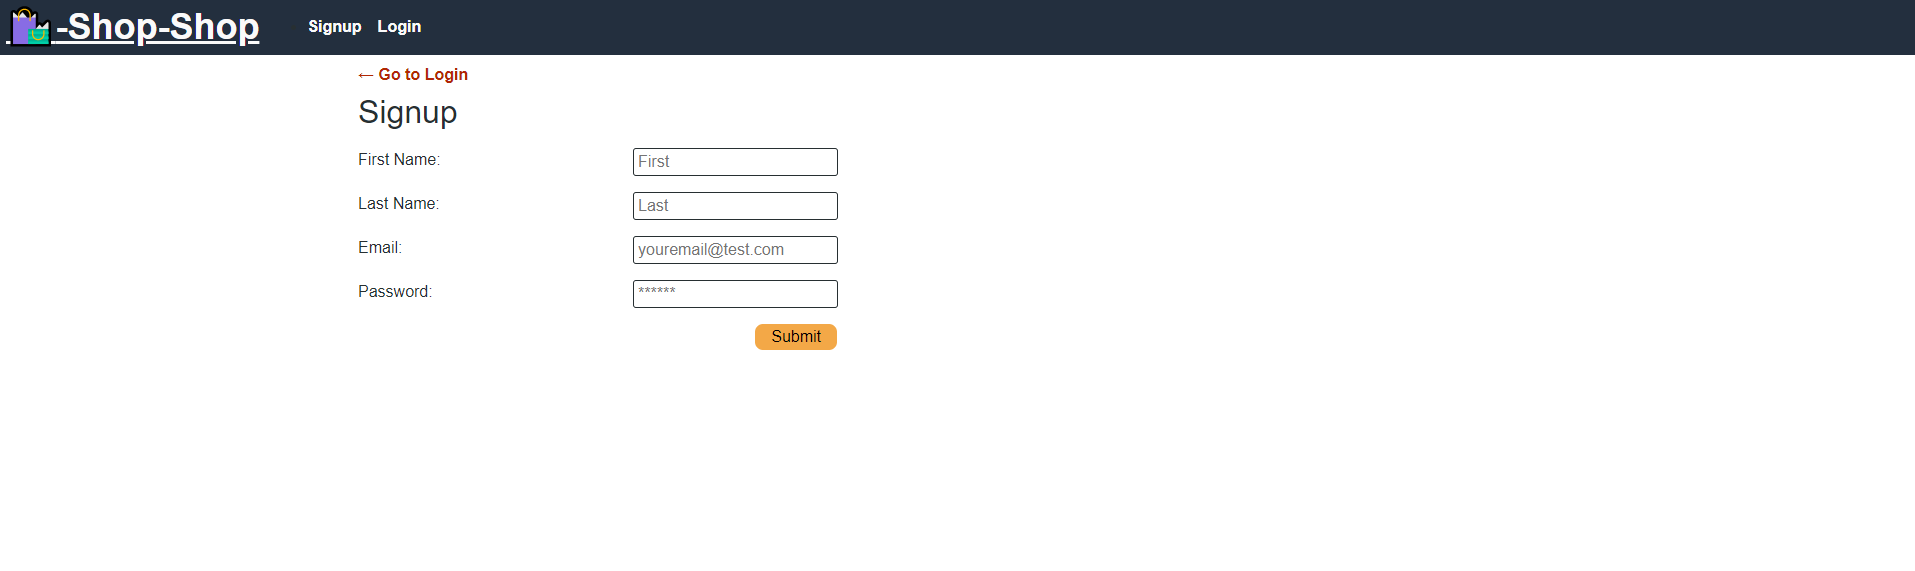 -Shop-Shop Signup Login
← Go to Login
Signup
First Name: First
Last Name: Last
Email: youremail@test.com
Password: ******
Submit